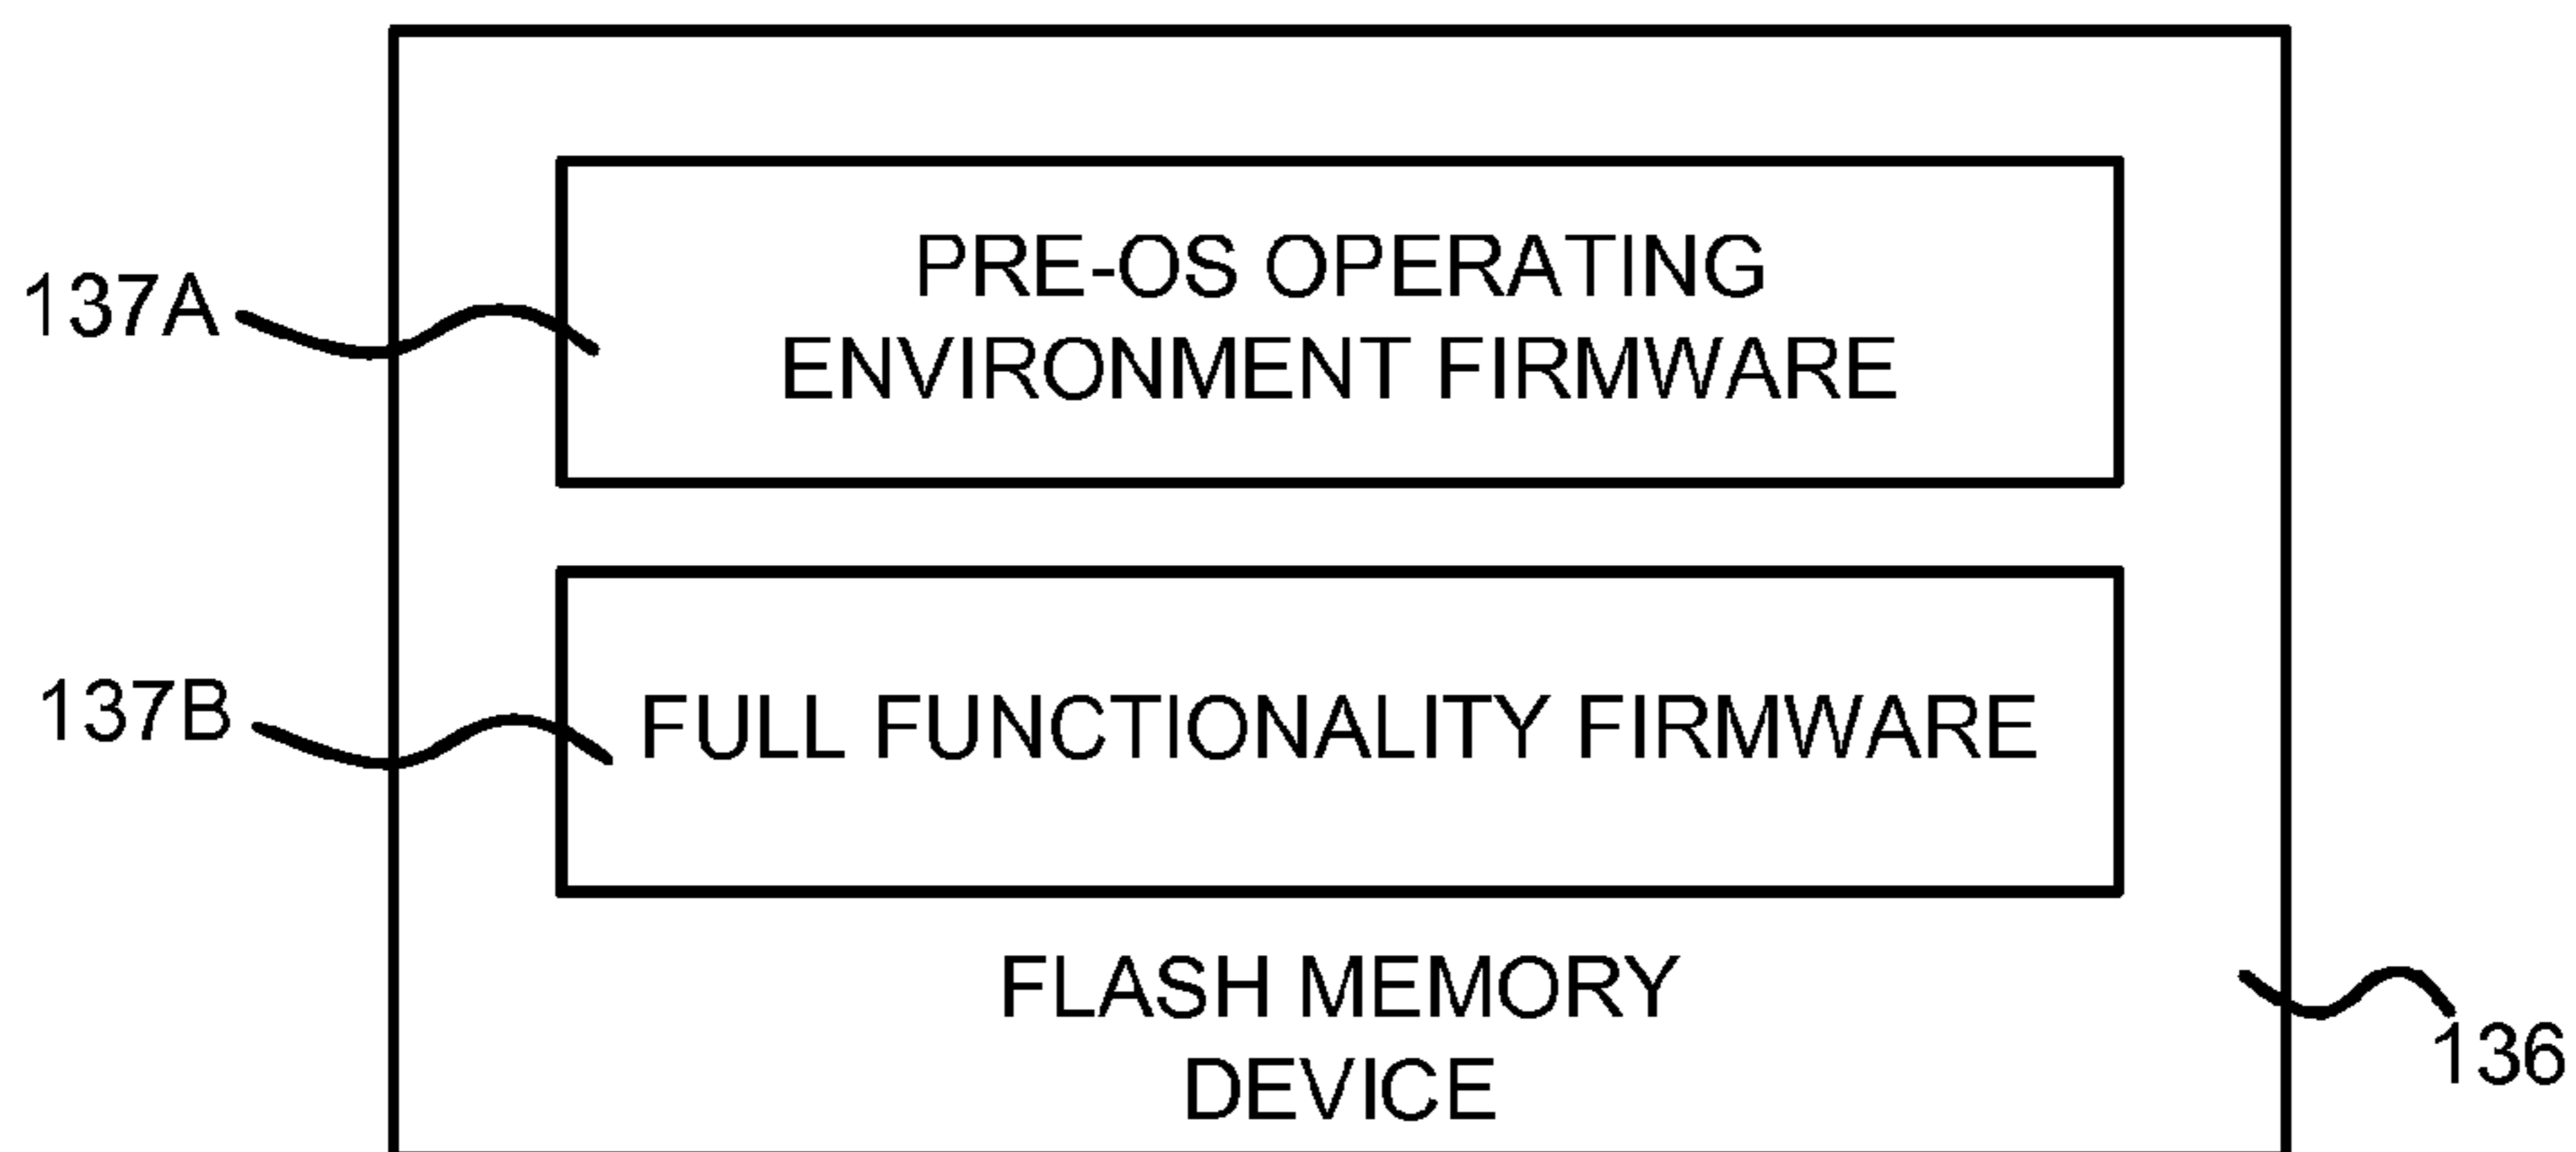 PRE-OS OPERATING
ENVIRONMENT FIRMWARE
137A
FULL FUNCTIONALITY FIRMWARE
137B
FLASH MEMORY
DEVICE
136